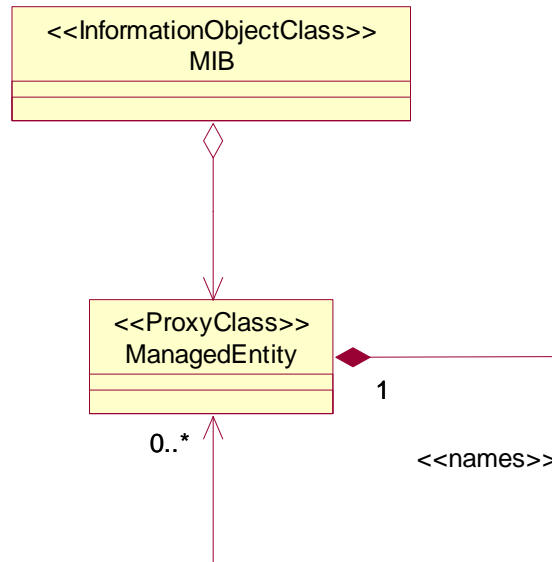 <<InformationObjectClass>>
MIB
<<ProxyClass>>
ManagedEntity
1
0..*
<<names>>